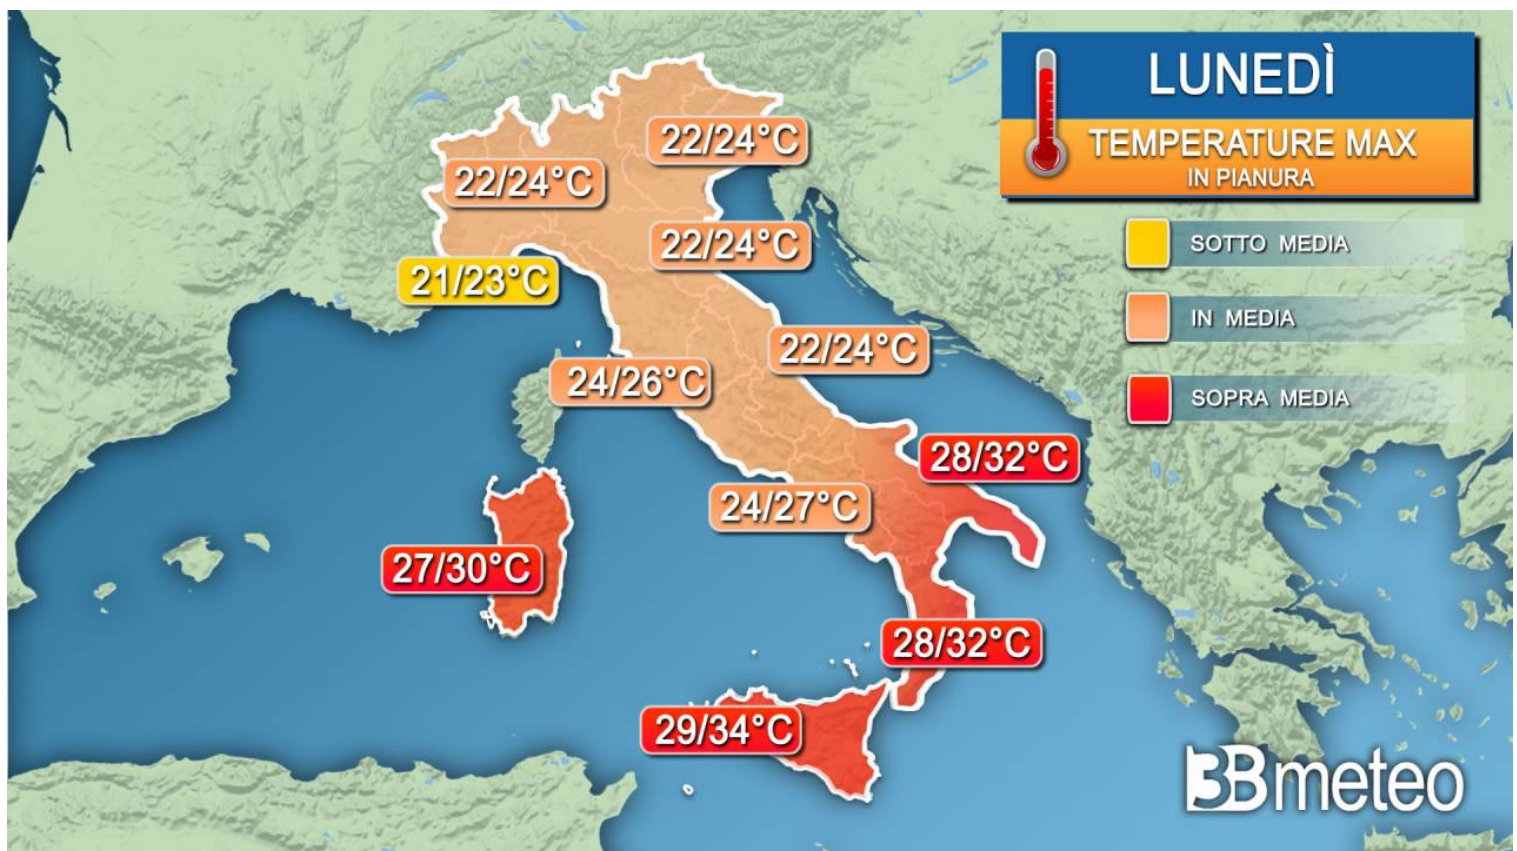 LUNEDÌ
TEMPERATURE MAX
IN PIANURA
22/24°C
22/24°C
22/24°C
SOTTO MEDIA
21/23°C
IN MEDIA
22/24°C
24/26°C
SOPRA MEDIA
28/32°C
24/27°C
27/30°C
28/32°C
29/34°C
3Bmeteo